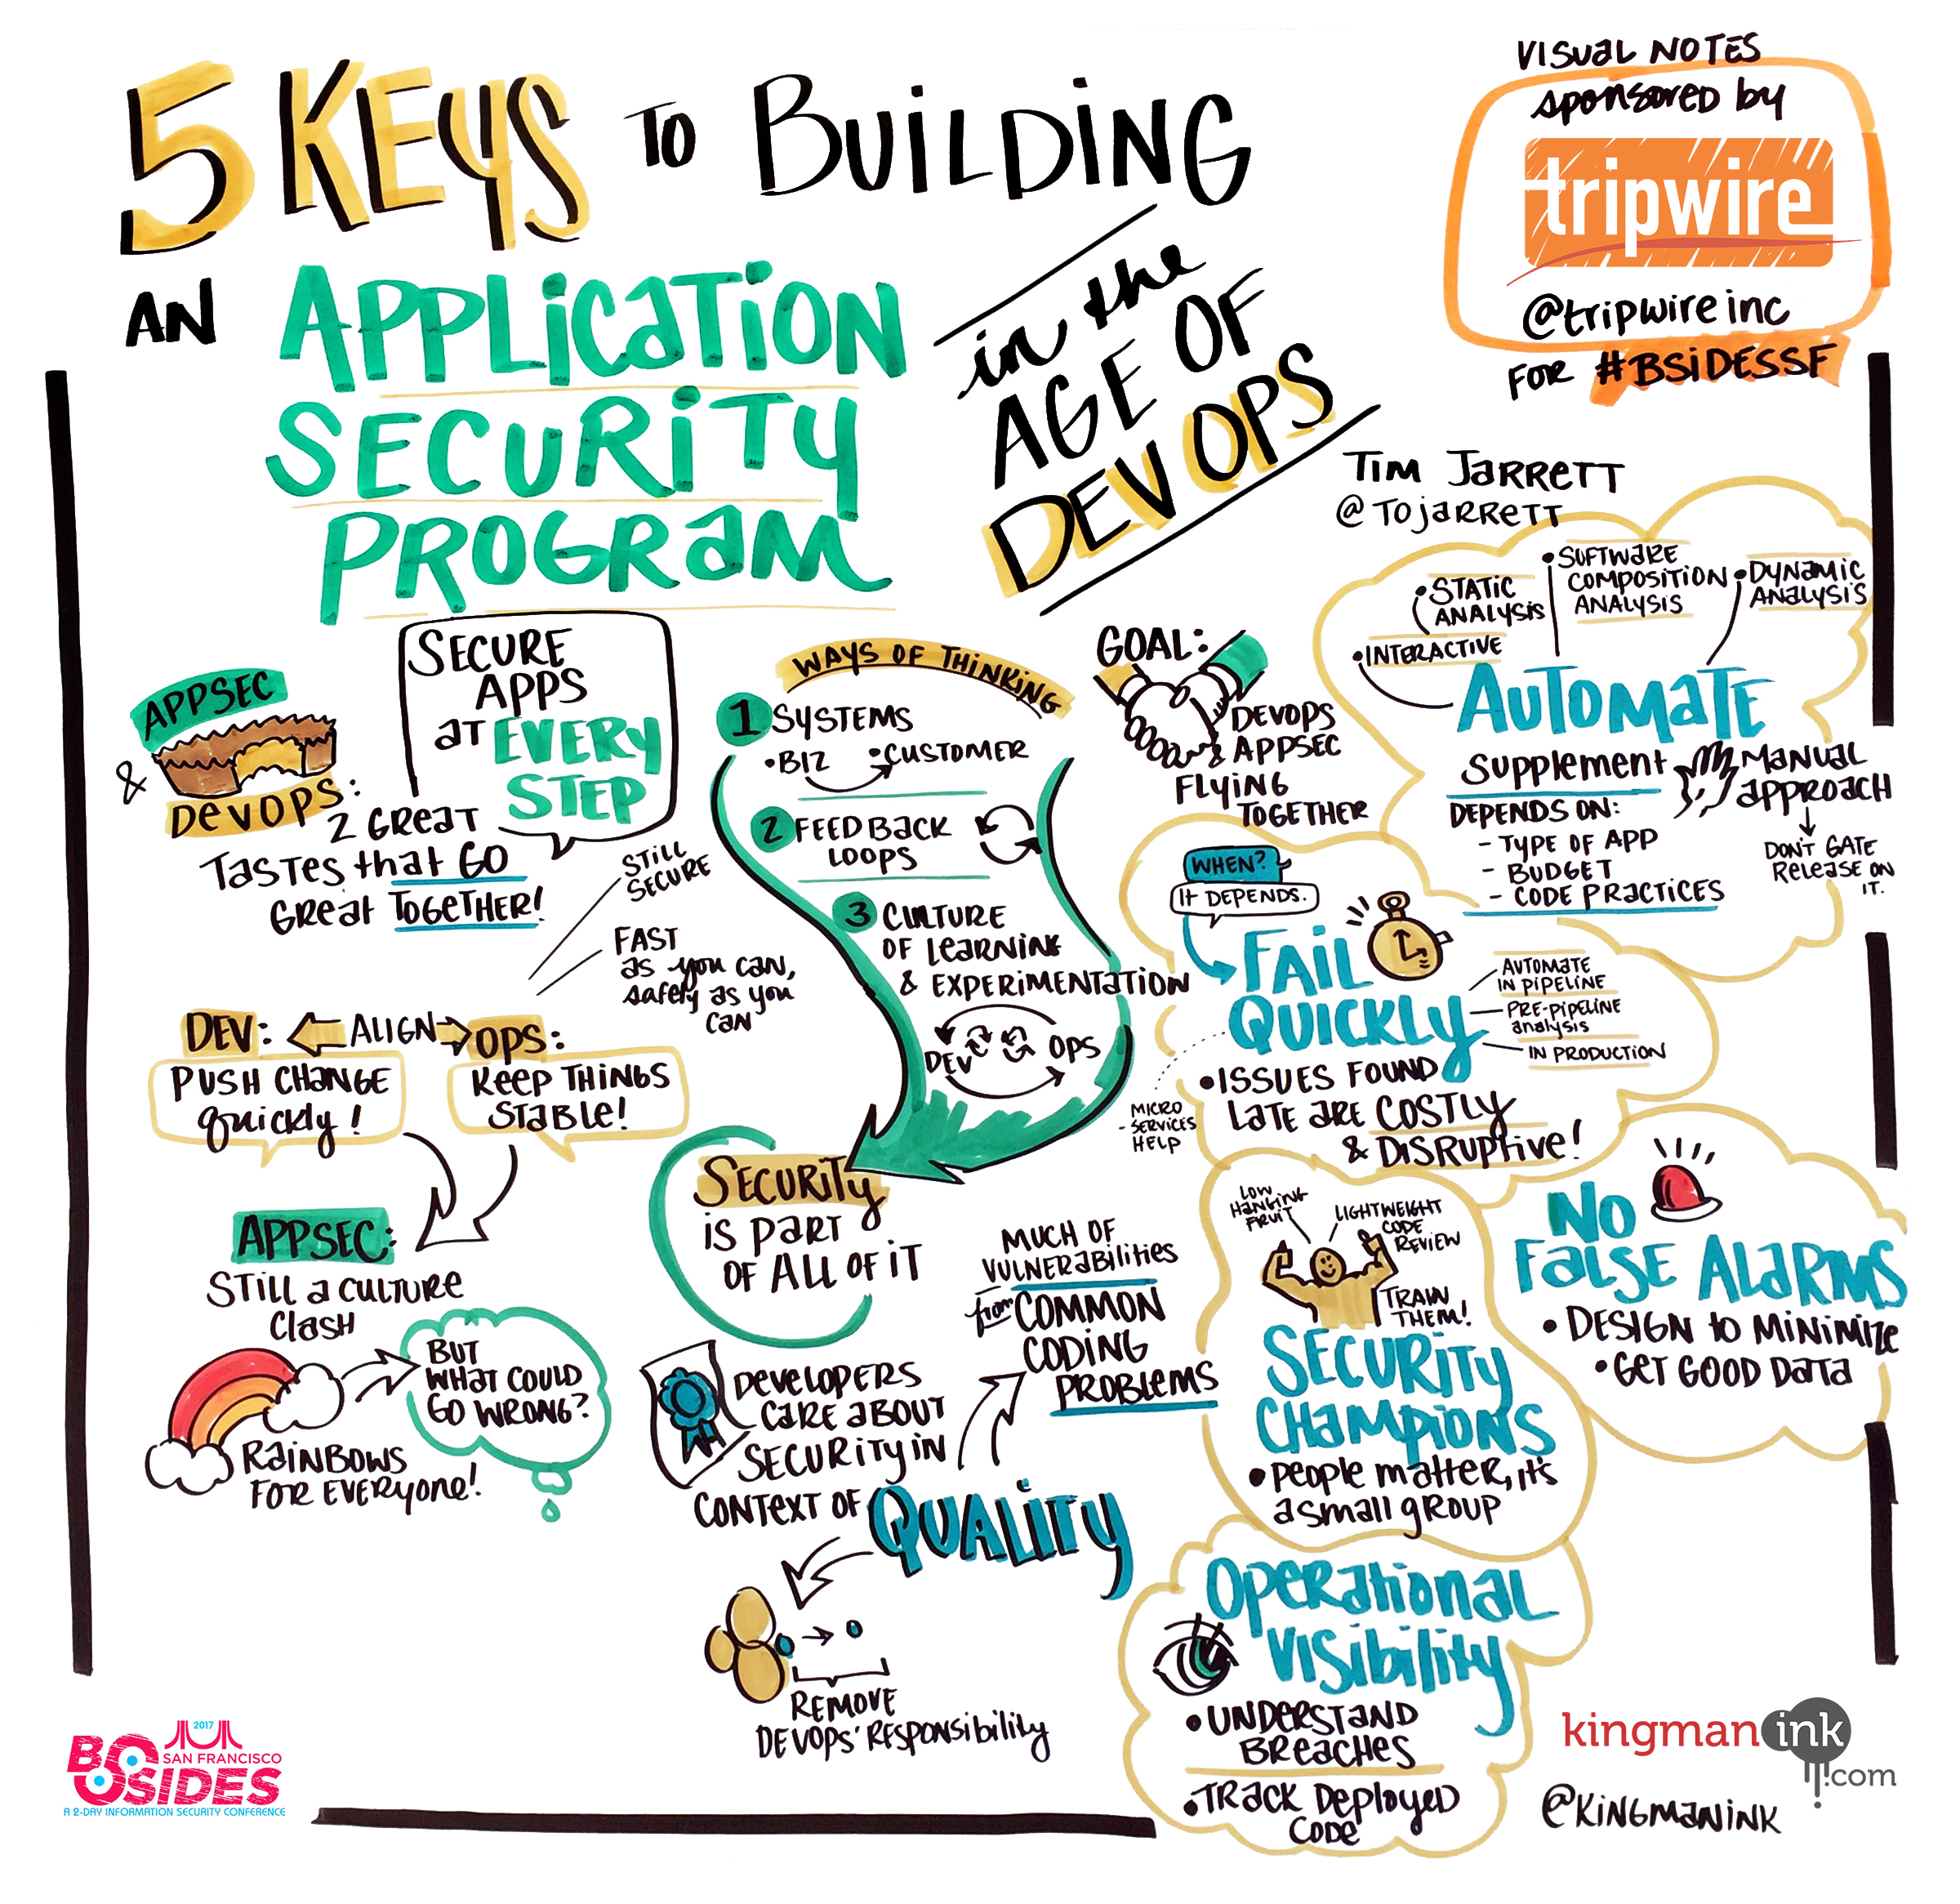 5 KEYS TO BUILDING
AN APPLICATION
SECURITY
PROGRAM
in the
AGE OF
DEVOPS
VISUAL NOTES
sponsored by
tripwire
@tripwireinc
FOR #BSIDESSF
TIM JARRETT
@TOJARRETT
APPSEC
&
DEVOPS:
2 GREAT
TASTES that GO
GREAT TOGETHER!
SECURE
APPS
AT EVERY
STEP
STILL
SECURE
FAST
as you can,
safely as you
can
DEV: ALIGN OPS:
PUSH CHANGE
quickly!
KEEP THINGS
STABLE!
APPSEC:
STILL A CULTURE
CLASH
RAINBOWS
FOR EVERYONE!
BUT
WHAT COULD
GO WRONG?
WAYS OF THINKING
1 SYSTEMS
• BIZ • CUSTOMER
2 FEEDBACK
LOOPS
3 CULTURE
OF LEARNING
& EXPERIMENTATION
DEV OPS
SECURITY
IS PART
OF ALL OF IT
DEVELOPERS
CARE ABOUT
SECURITY IN
CONTEXT OF QUALITY
MUCH OF
VULNERABILITIES
from COMMON
CODING
PROBLEMS
REMOVE
DEVOPS' RESPONSIBILITY
GOAL:
DEVOPS
& APPSEC
FLYING
TOGETHER
• INTERACTIVE
• STATIC
ANALYSIS
• SOFTWARE
COMPOSITION
ANALYSIS
• DYNAMIC
ANALYSIS
AUTOMATE
SUPPLEMENT
MANUAL
APPROACH
DON'T GATE
RELEASE ON
IT.
DEPENDS ON:
- TYPE OF APP
- BUDGET
- CODE PRACTICES
WHEN?
It DEPENDS.
FAIL
QUICKLY
AUTOMATE
IN PIPELINE
PRE-PIPELINE
analysis
IN PRODUCTION
• ISSUES FOUND
LATE ARE COSTLY
& DISRUPTIVE!
MICRO
- SERVICES
HELP
NO
FALSE ALARMS
• DESIGN to MINIMIZE
• GET GOOD DATA
LOW
HANGING
FRUIT
LIGHTWEIGHT
CODE
REVIEW
TRAIN
THEM!
SECURITY
CHAMPIONS
• PEOPLE MATTER, it's
a small group
OPERATIONAL
VISIBILITY
• UNDERSTAND
BREACHES
• TRACK DEPLOYED
CODE
2017
SAN FRANCISCO
BSIDES
A 2-DAY INFORMATION SECURITY CONFERENCE
kingman ink
.com
@KINGMANINK